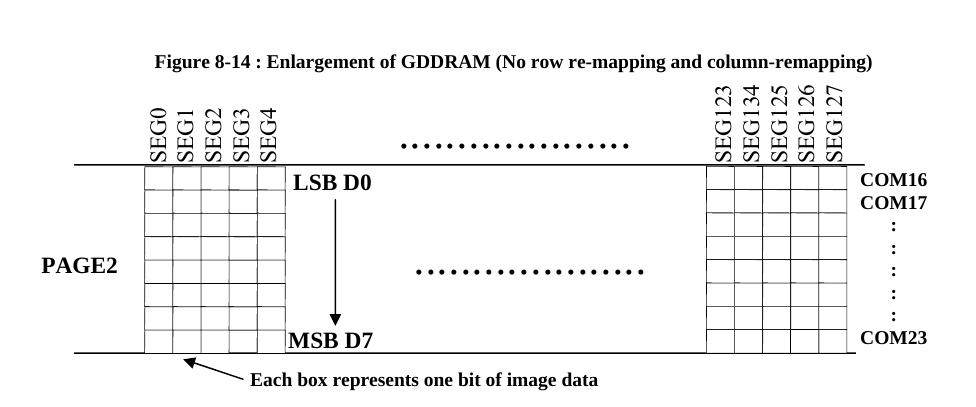 Figure 8-14 : Enlargement of GDDRAM (No row re-mapping and column-remapping)
SEG0 SEG1 SEG2 SEG3 SEG4 ................... SEG123 SEG134 SEG125 SEG126 SEG127
LSB D0 COM16
COM17
:
:
PAGE2 ................... :
:
:
MSB D7 COM23
Each box represents one bit of image data